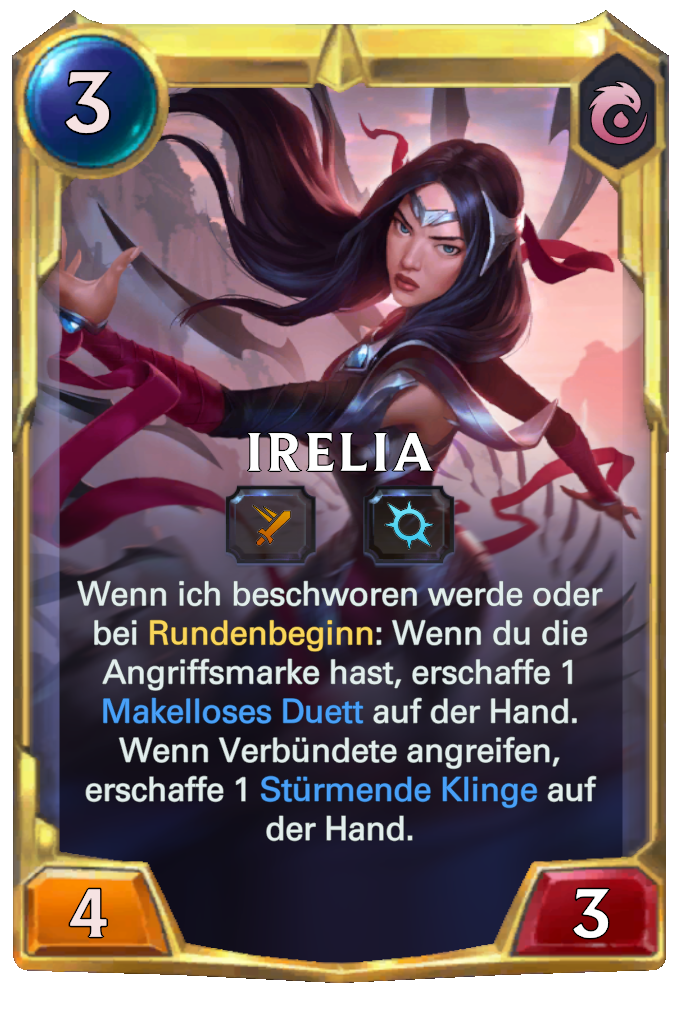 3
IRELIA
Wenn ich beschworen werde oder
bei Rundenbeginn: Wenn du die
Angriffsmarke hast, erschaffe 1
Makelloses Duett auf der Hand.
Wenn Verbündete angreifen,
erschaffe 1 Stürmende Klinge auf
der Hand.
4
3